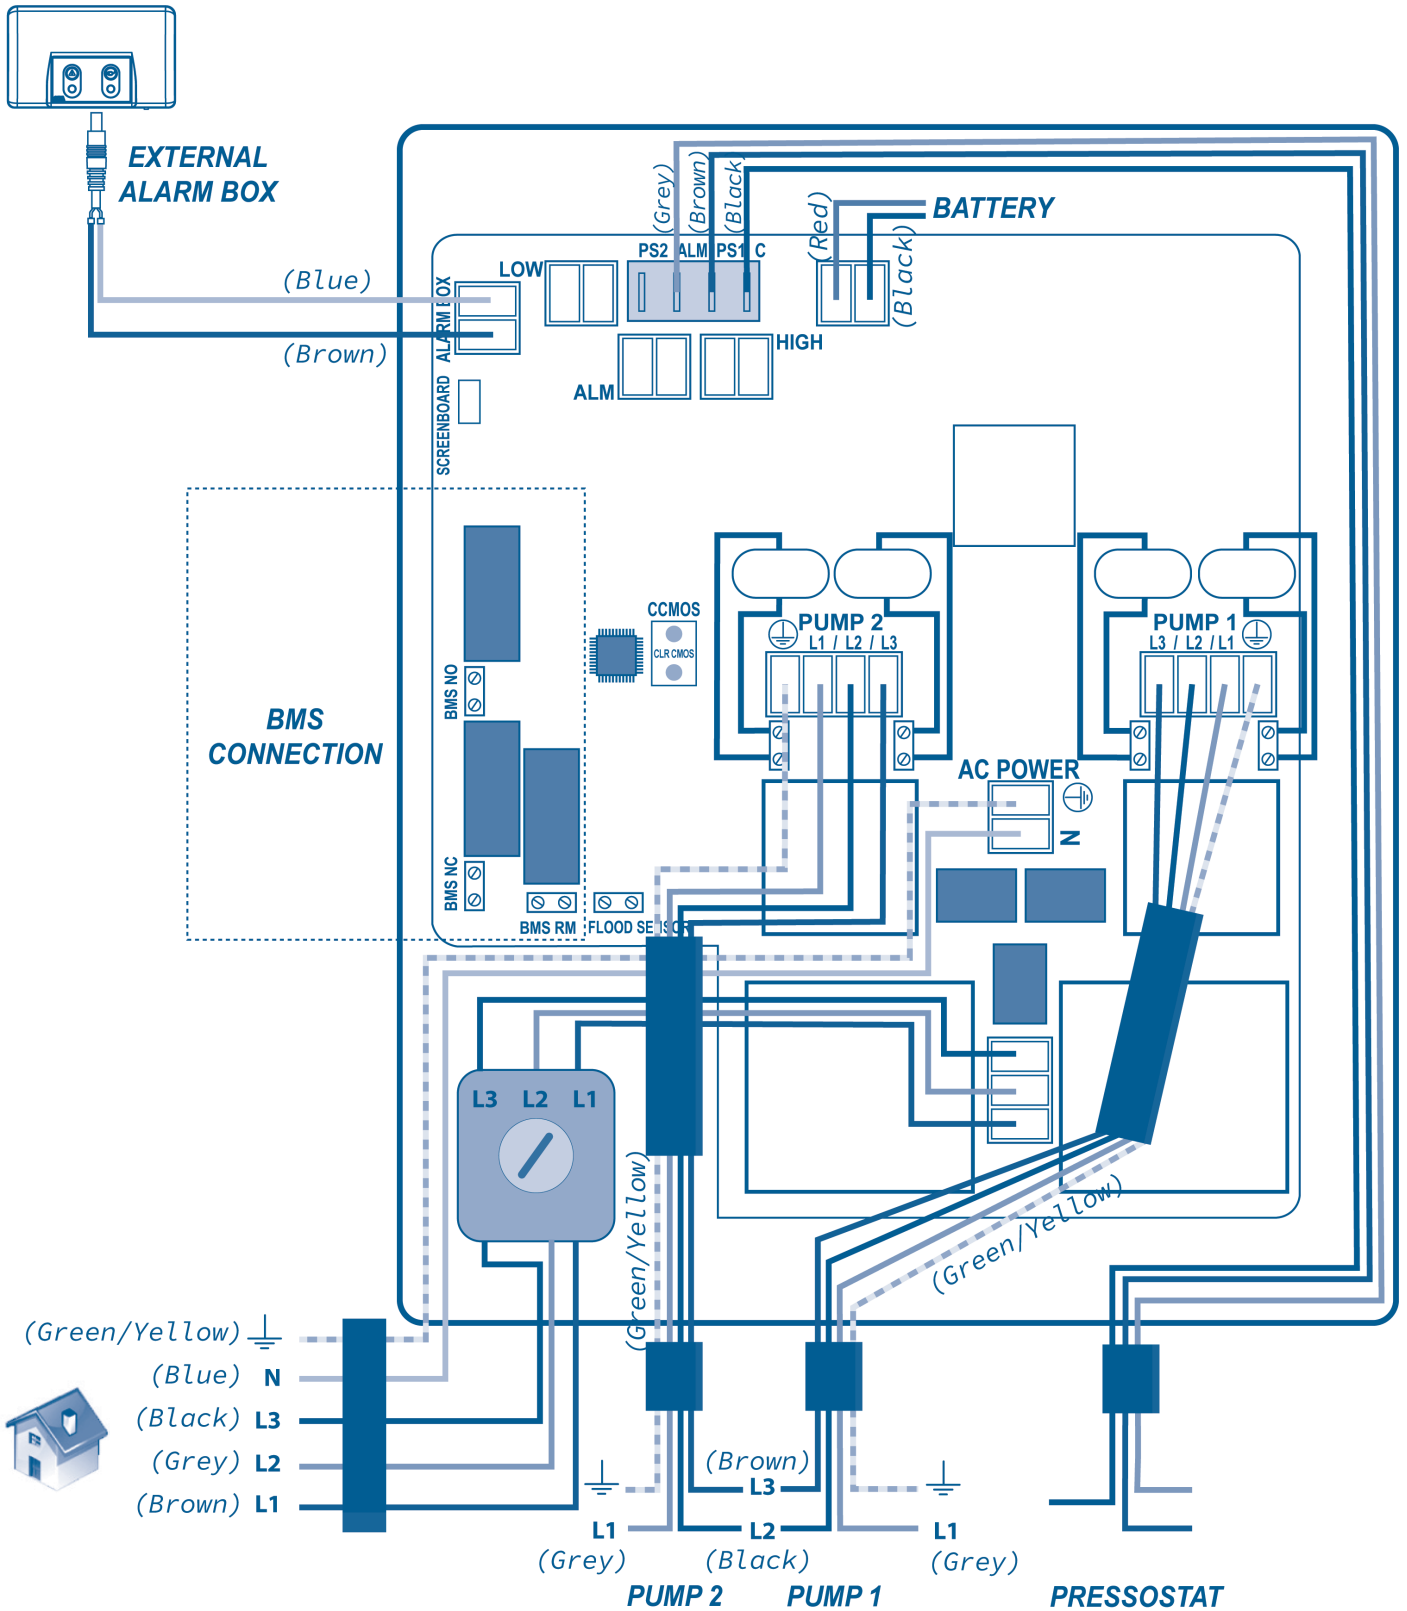 EXTERNAL
ALARM BOX
(Grey)
(Brown)
(Black)
(Red)
BATTERY
(Black)
PS2 ALM PS1 C
LOW
(Blue)
(Brown)
ALARM BOX
HIGH
ALM
SCREENBOARD
BMS
CONNECTION
BMS NO
CCMOS
CLR CMOS
PUMP 2
L1 / L2 / L3
PUMP 1
L3 / L2 / L1
AC POWER
N
BMS NC
BMS RM
FLOOD SENSOR
L3 L2 L1
(Green/Yellow)
(Green/Yellow)
(Green/Yellow)
(Blue) N
(Black) L3
(Grey) L2
(Brown) L1
(Brown)
L3
L1
L2
L1
(Grey)
(Black)
(Grey)
PUMP 2
PUMP 1
PRESSOSTAT